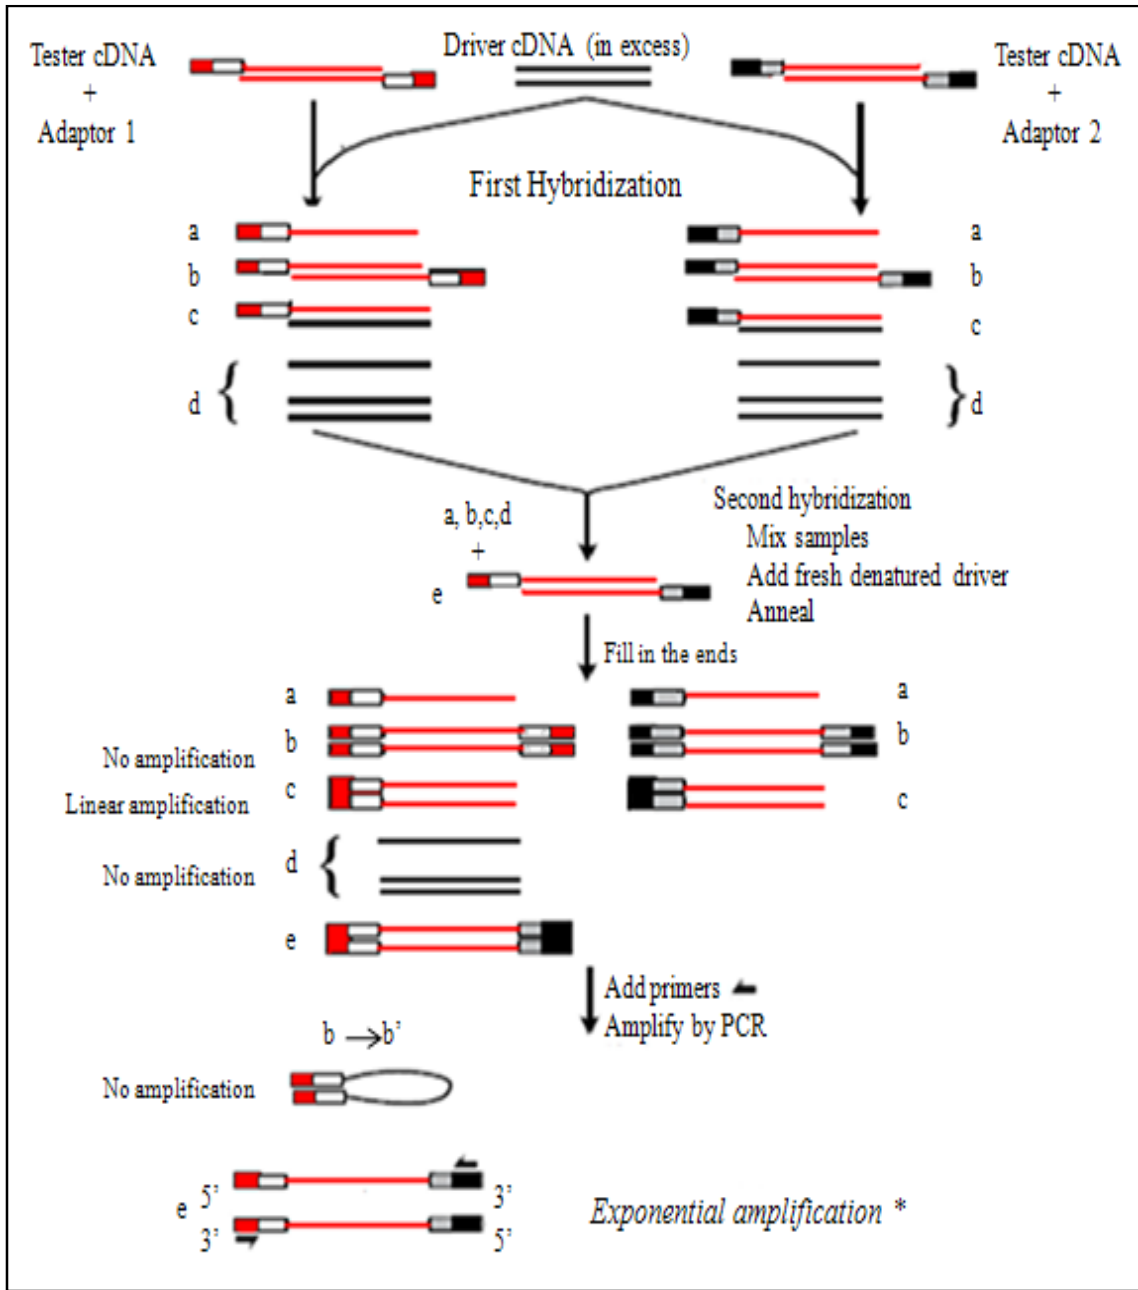 Tester cDNA
+
Adaptor 1
Driver cDNA (in excess)
Tester cDNA
+
Adaptor 2
First Hybridization
a
b
c
d
a
b
c
d
a, b,c,d
+
e
Second hybridization
Mix samples
Add fresh denatured driver
Anneal
Fill in the ends
a
b
No amplification
c
Linear amplification
d
No amplification
e
a
b
c
Add primers
Amplify by PCR
b →b’
No amplification
e
5’
3’
3’
5’
Exponential amplification *